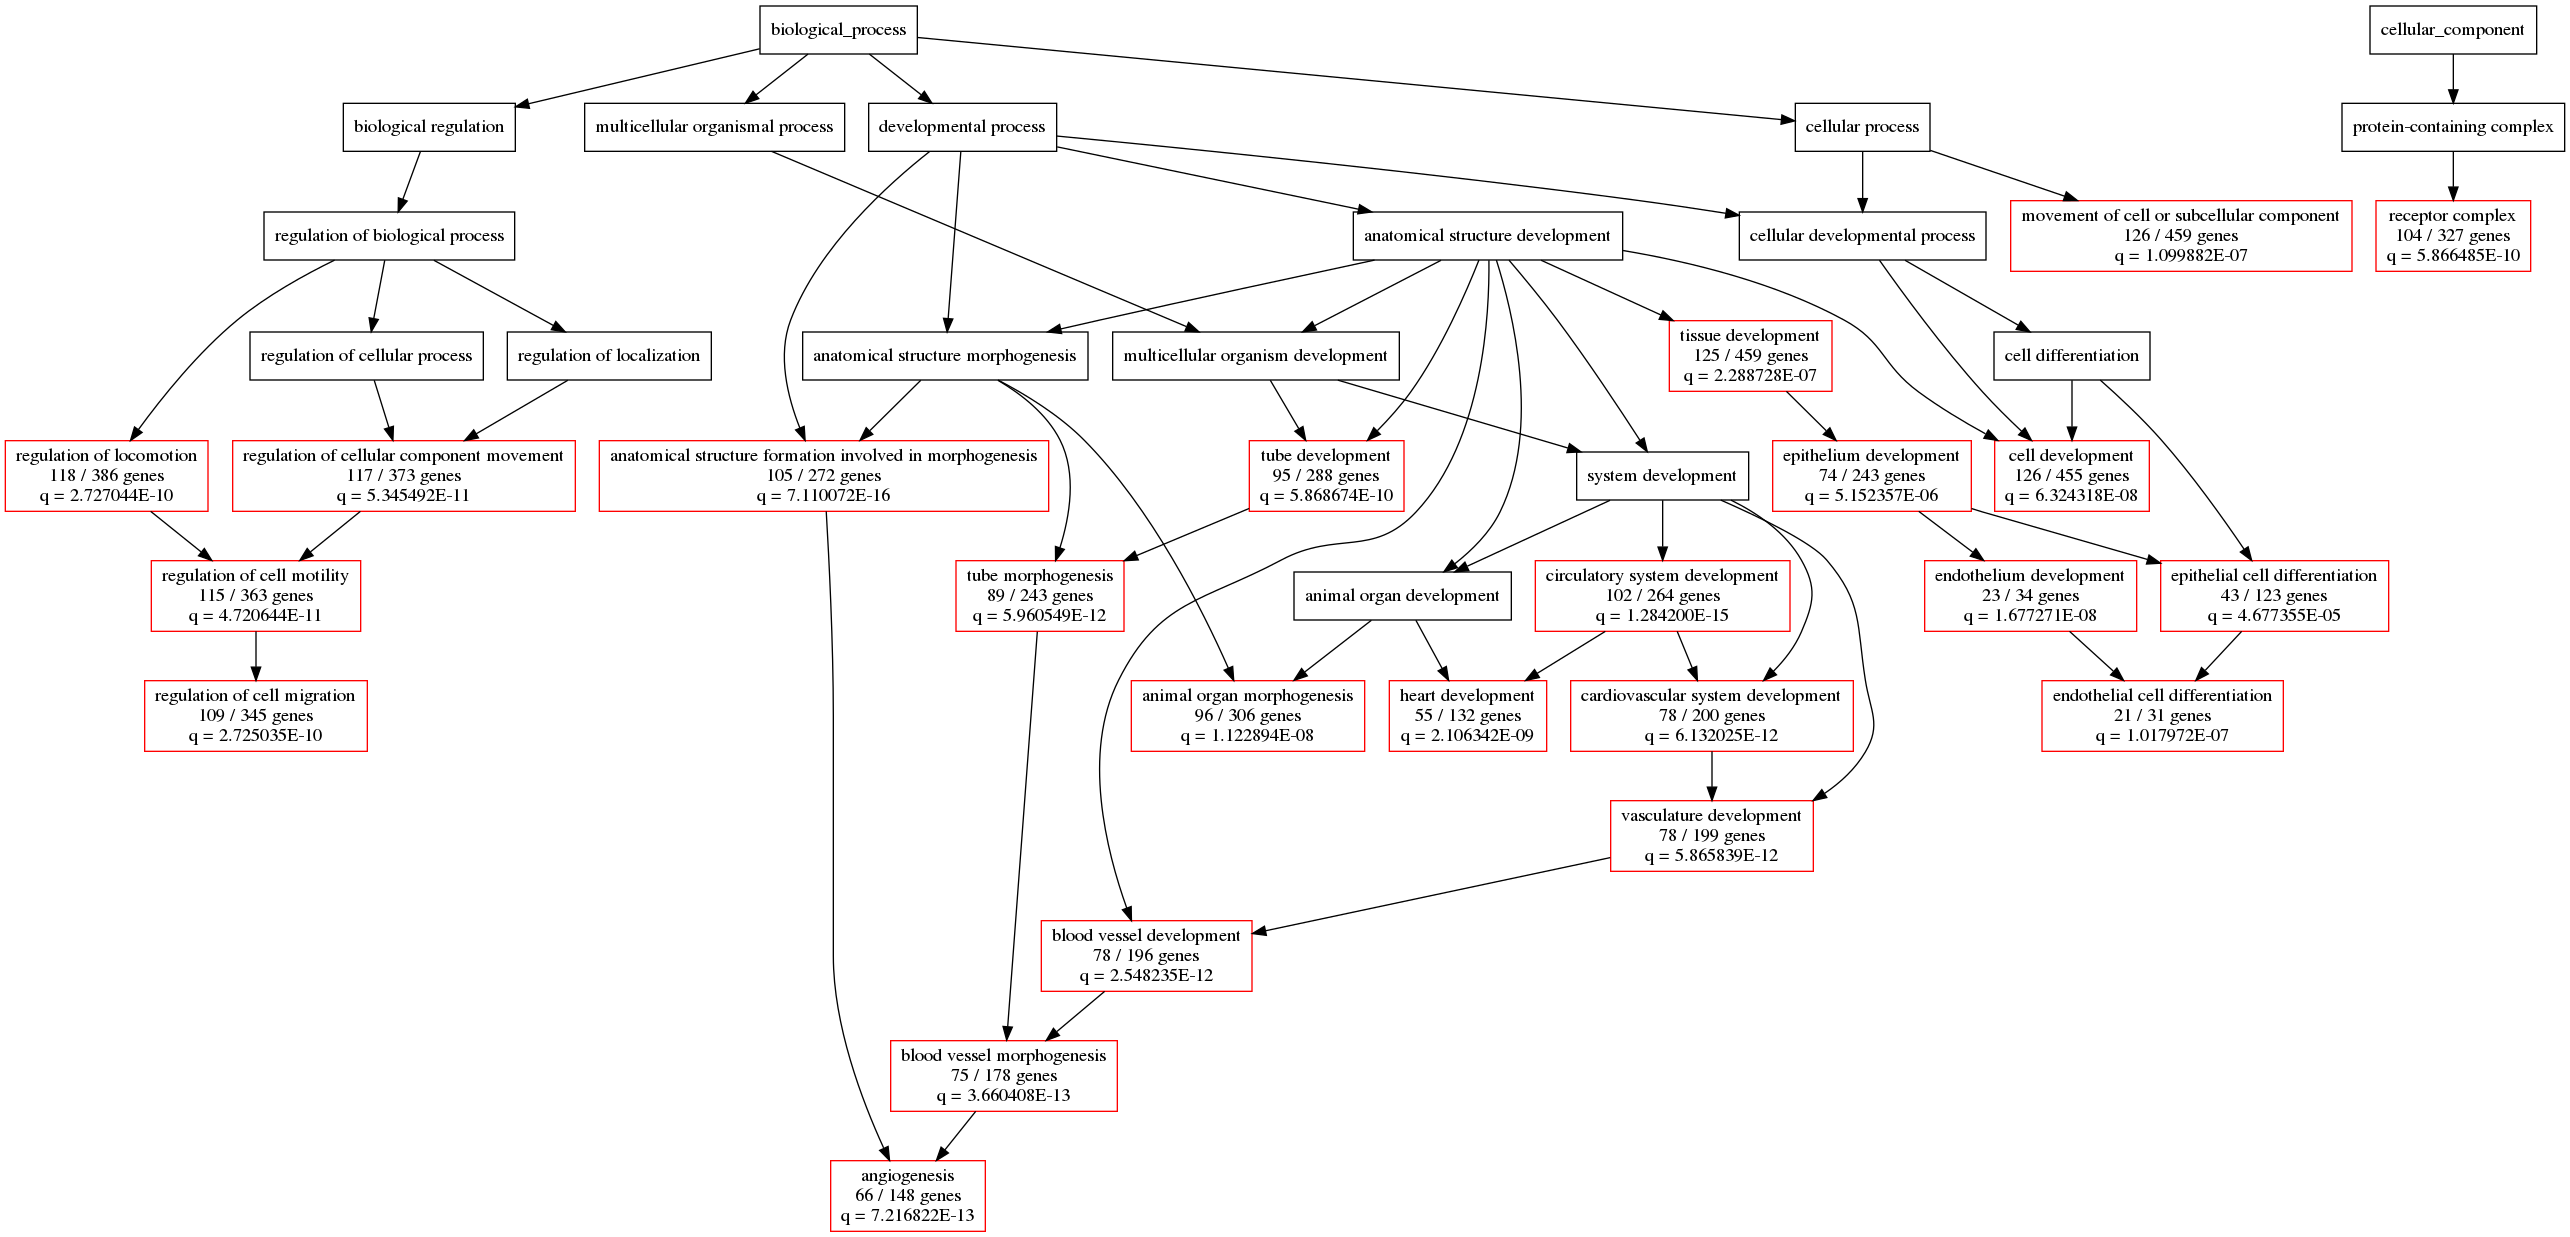 biological_process
cellular_component
biological regulation
multicellular organismal process
developmental process
cellular process
protein-containing complex
regulation of biological process
anatomical structure development
cellular developmental process
movement of cell or subcellular component
126 / 459 genes
q = 1.099882E-07
receptor complex
104 / 327 genes
q = 5.866485E-10
regulation of cellular process
regulation of localization
anatomical structure morphogenesis
multicellular organism development
tissue development
125 / 459 genes
q = 2.288728E-07
cell differentiation
regulation of locomotion
118 / 386 genes
q = 2.727044E-10
regulation of cellular component movement
117 / 373 genes
q = 5.345492E-11
anatomical structure formation involved in morphogenesis
105 / 272 genes
q = 7.110072E-16
tube development
95 / 288 genes
q = 5.868674E-10
system development
epithelium development
74 / 243 genes
q = 5.152357E-06
cell development
126 / 455 genes
q = 6.324318E-08
regulation of cell motility
115 / 363 genes
q = 4.720644E-11
tube morphogenesis
89 / 243 genes
q = 5.960549E-12
animal organ development
circulatory system development
102 / 264 genes
q = 1.284200E-15
endothelium development
23 / 34 genes
q = 1.677271E-08
epithelial cell differentiation
43 / 123 genes
q = 4.677355E-05
regulation of cell migration
109 / 345 genes
q = 2.725035E-10
animal organ morphogenesis
96 / 306 genes
q = 1.122894E-08
heart development
55 / 132 genes
q = 2.106342E-09
cardiovascular system development
78 / 200 genes
q = 6.132025E-12
endothelial cell differentiation
21 / 31 genes
q = 1.017972E-07
vasculature development
78 / 199 genes
q = 5.865839E-12
blood vessel development
78 / 196 genes
q = 2.548235E-12
blood vessel morphogenesis
75 / 178 genes
q = 3.660408E-13
angiogenesis
66 / 148 genes
q = 7.216822E-13